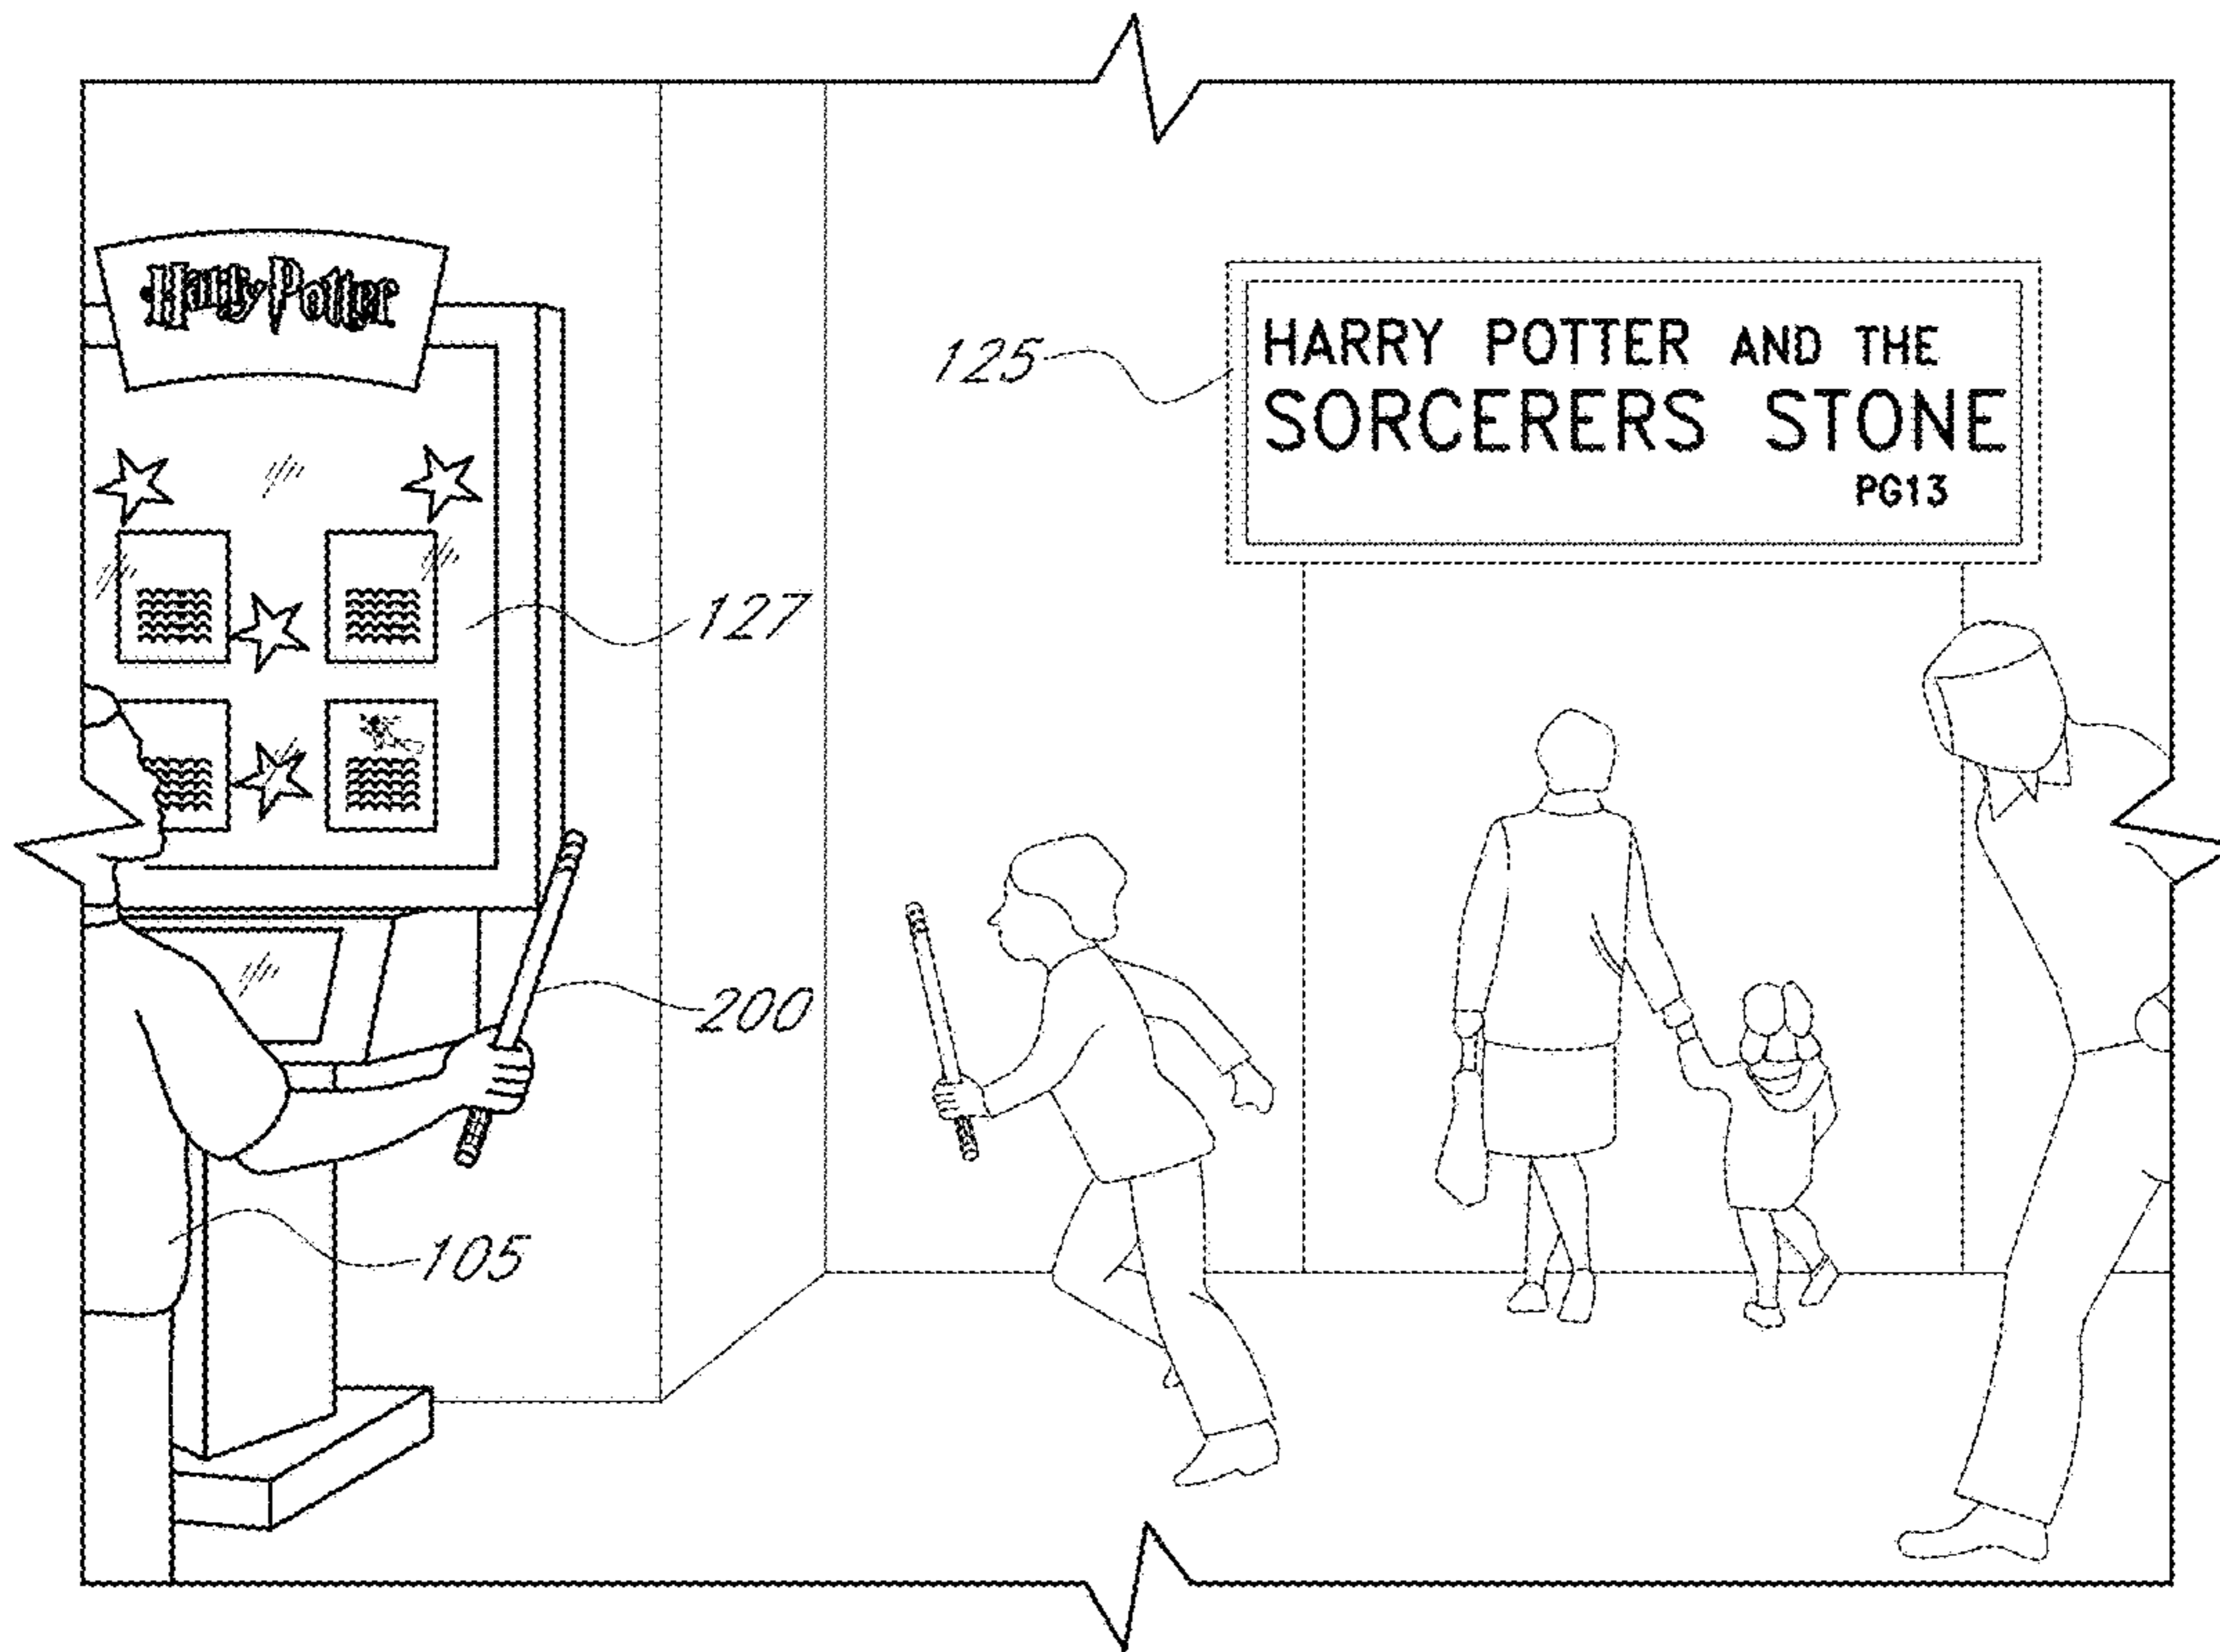 Harry Potter
125
HARRY POTTER AND THE
SORCERERS STONE
PG13
127
200
105